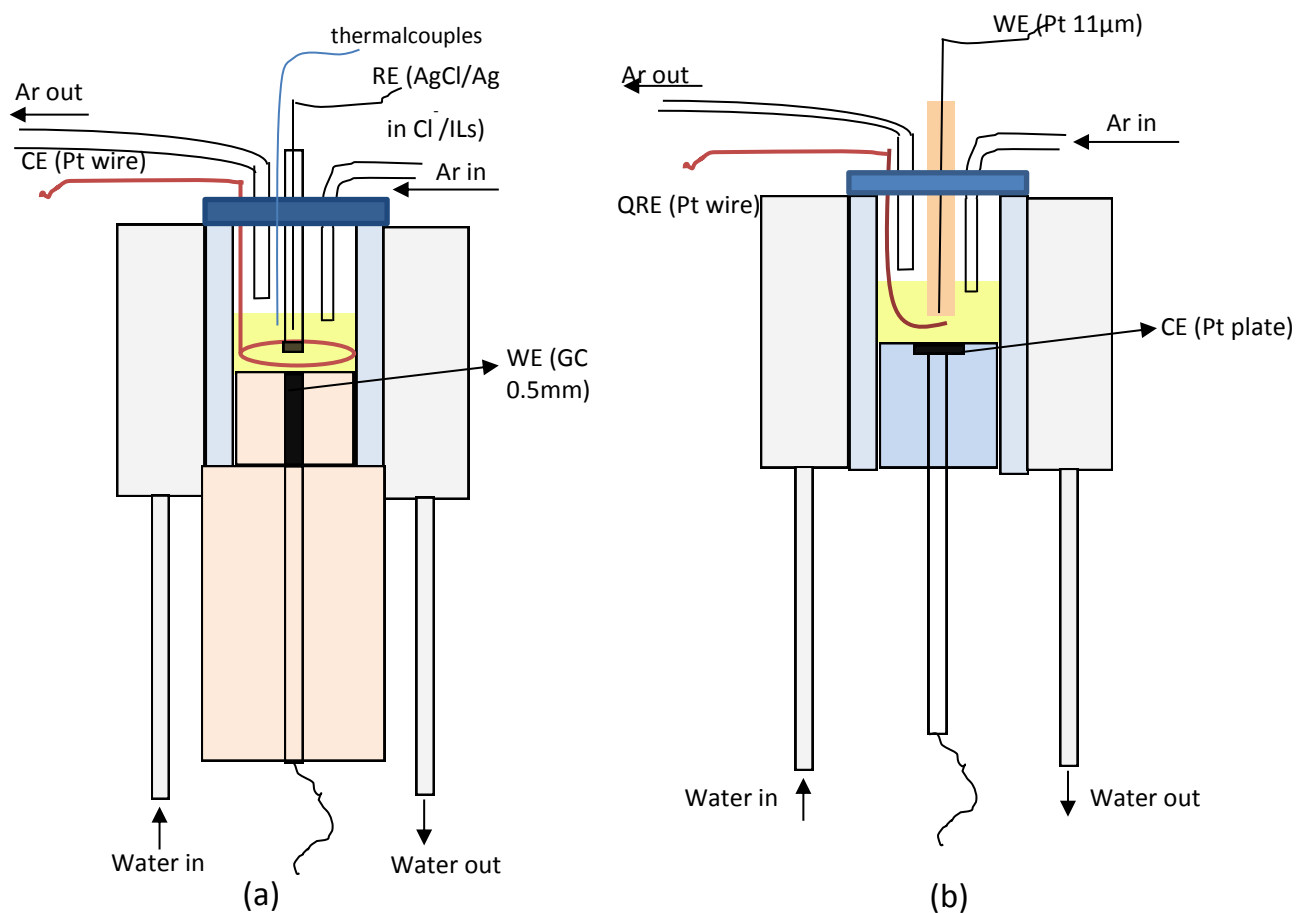 thermalcouples
RE (AgCl/Ag
in Cl⁻/ILs)
Ar out
CE (Pt wire)
Ar in
WE (GC
0.5mm)
Water in
Water out
(a)
WE (Pt 11µm)
Ar out
Ar in
QRE (Pt wire)
CE (Pt plate)
Water in
Water out
(b)